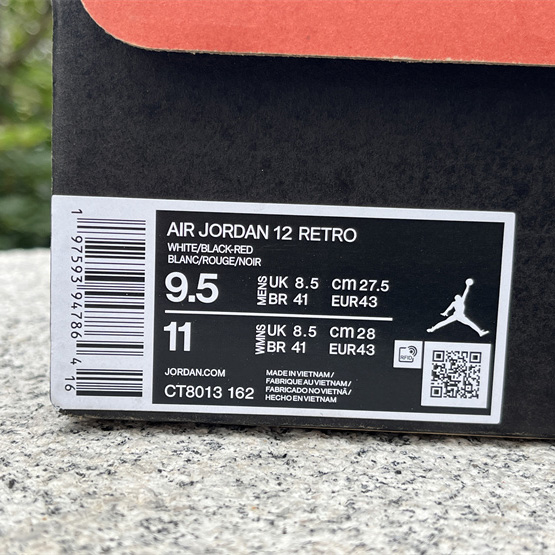 AIR JORDAN 12 RETRO
WHITE/BLACK-RED
BLANC/ROUGE/NOIR
9.5 MENS UK 8.5 CM 27.5
BR 41 EUR43
11 WMNS UK 8.5 CM 28
BR 41 EUR43
RFID
JORDAN.COM
CT8013 162
MADE IN VIETNAM /
FABRIQUE AU VIETNAM /
FABRICADO NO VIETNÃ /
HECHO EN VIETNAM
1 97593 94786 4 16